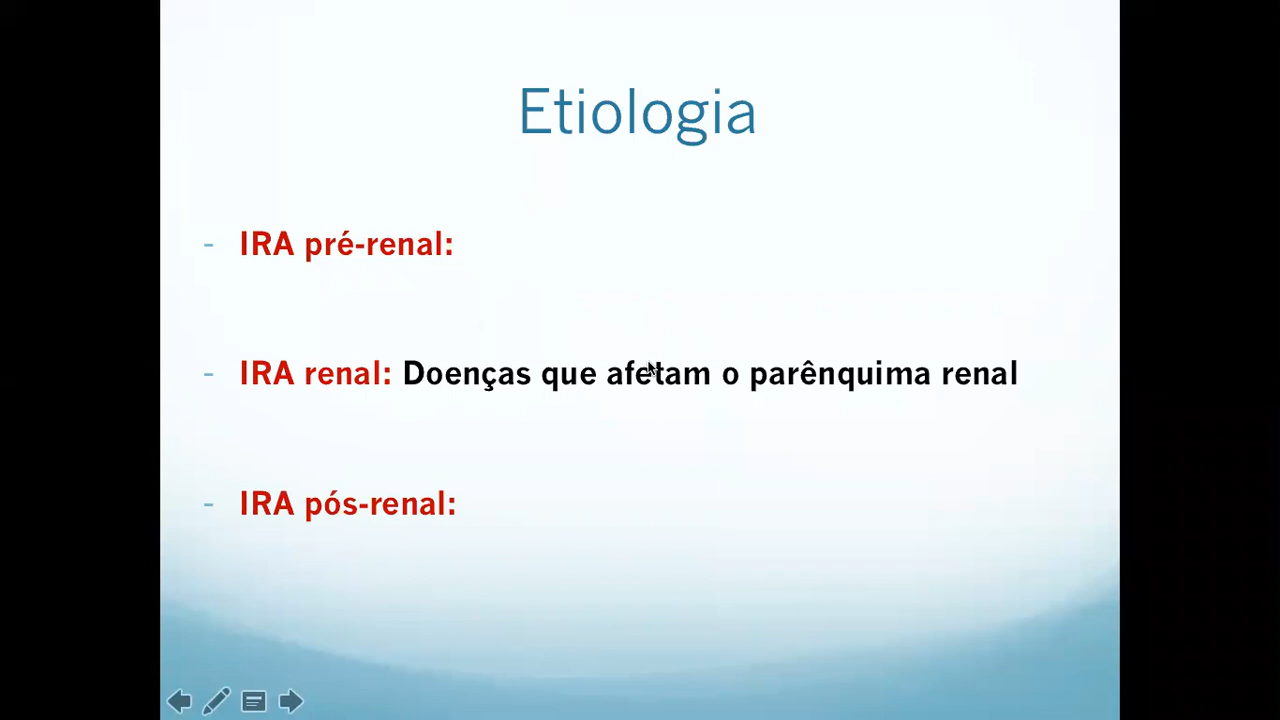 Etiologia
- IRA pré-renal:
- IRA renal: Doenças que afetam o parênquima renal
- IRA pós-renal: